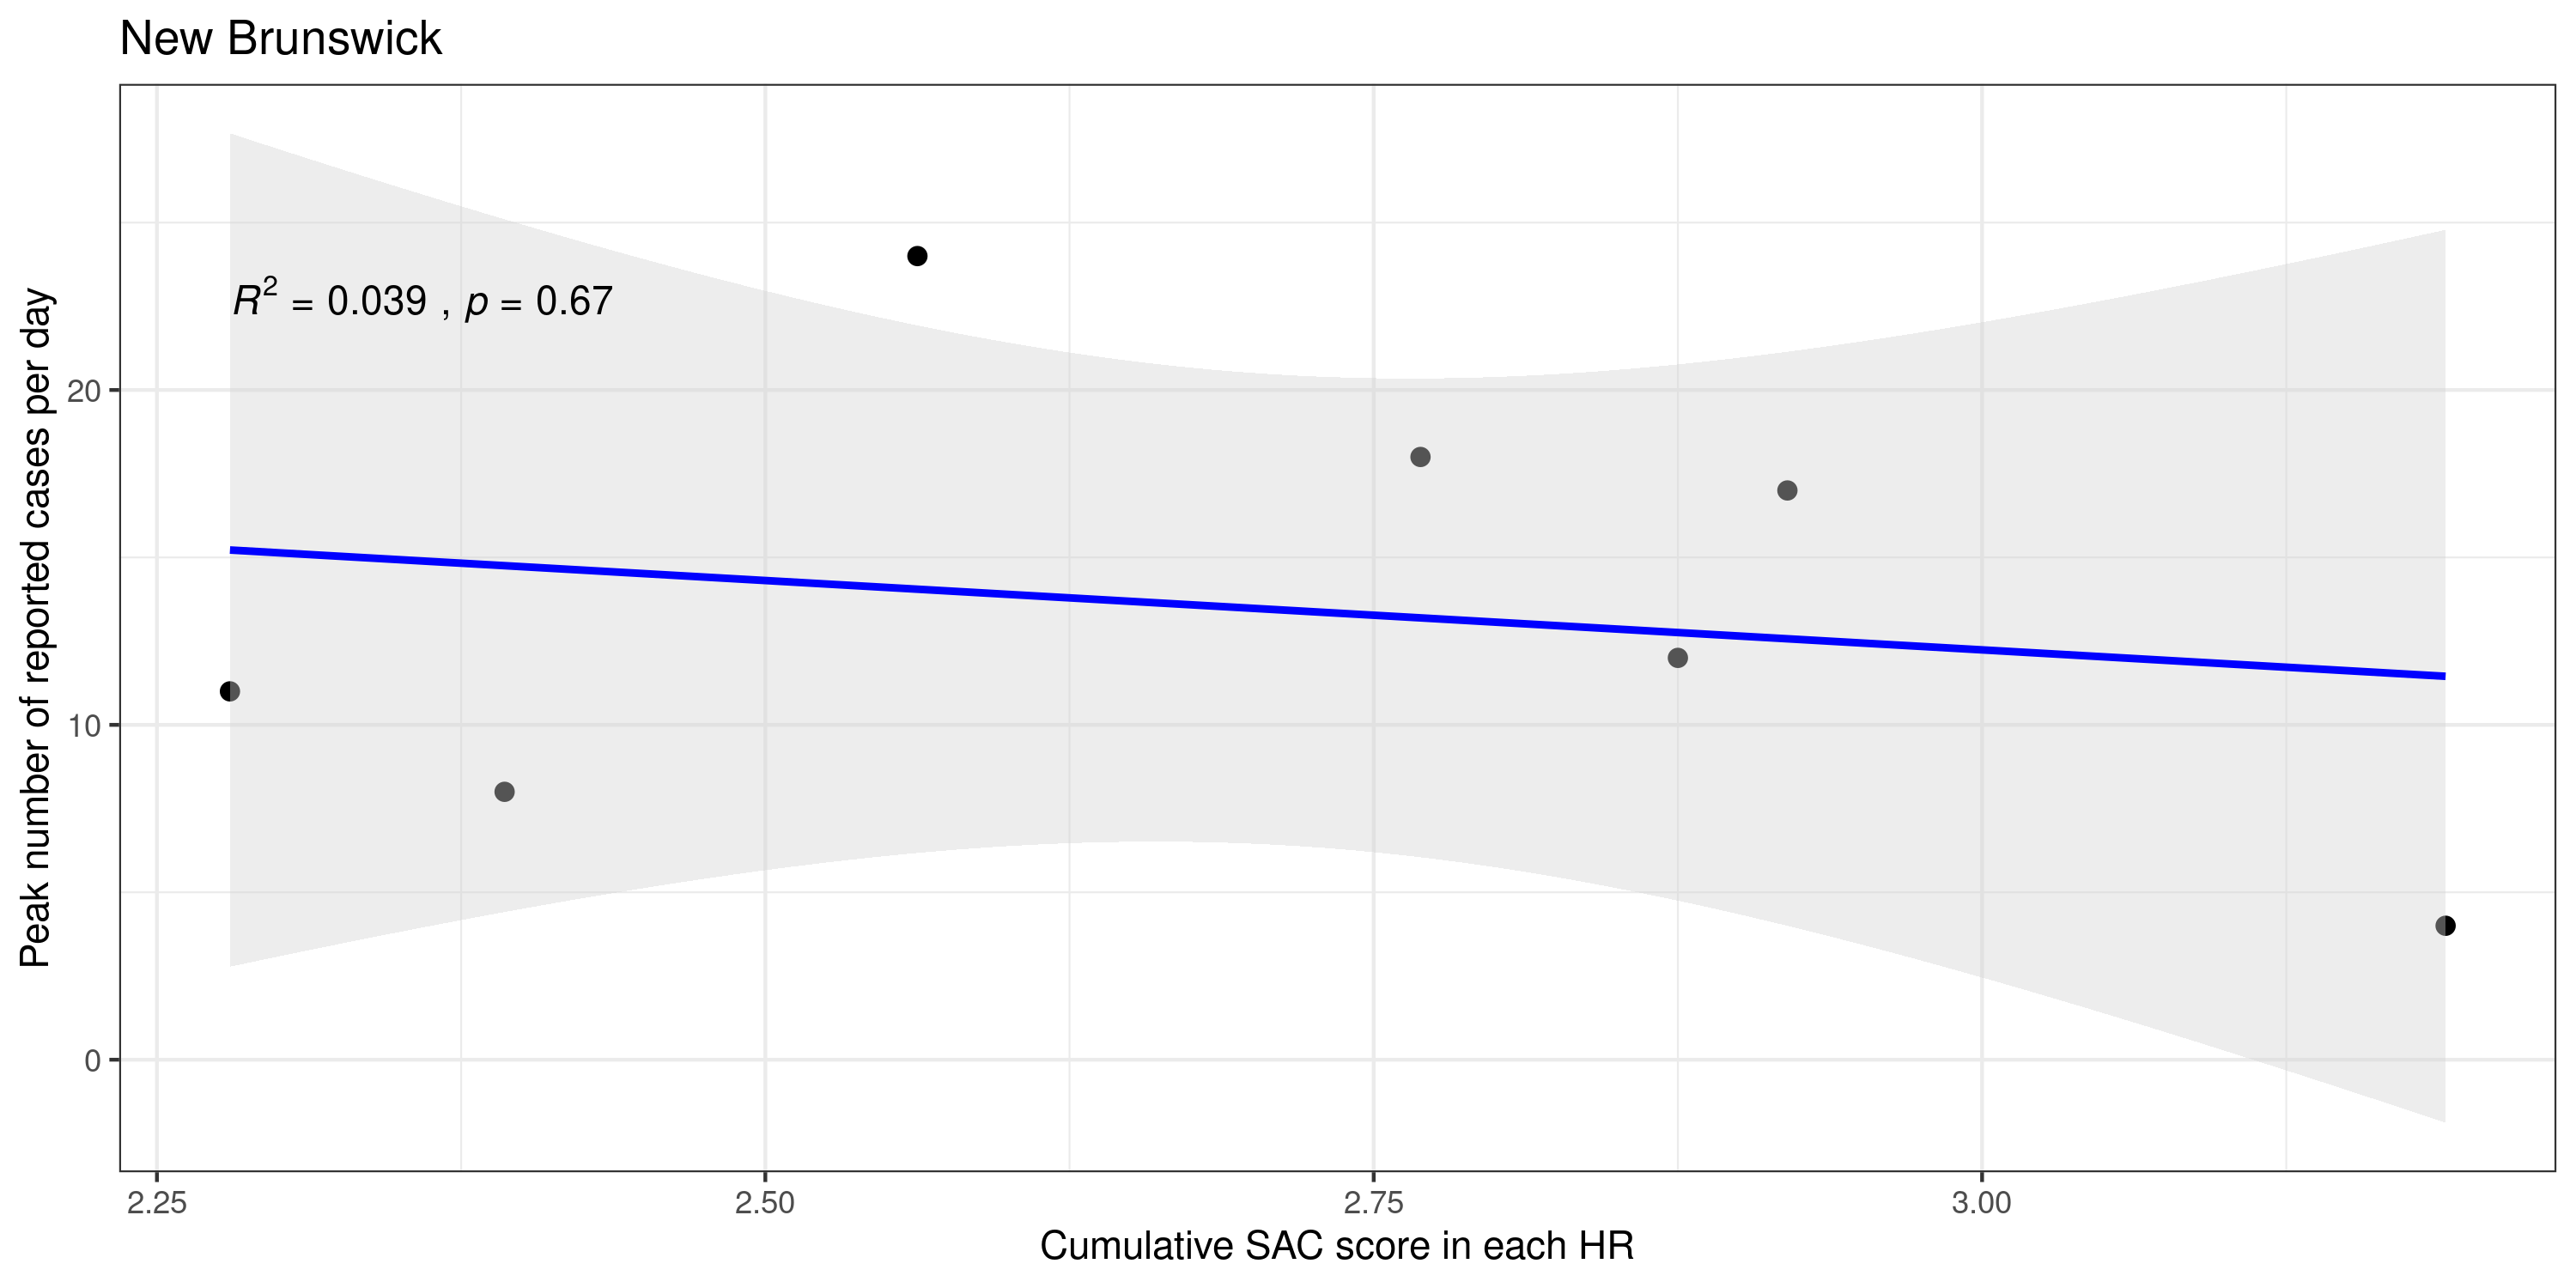 New Brunswick
R² = 0.039 , p = 0.67
Peak number of reported cases per day
20
10
0
2.25 2.50 2.75 3.00
Cumulative SAC score in each HR